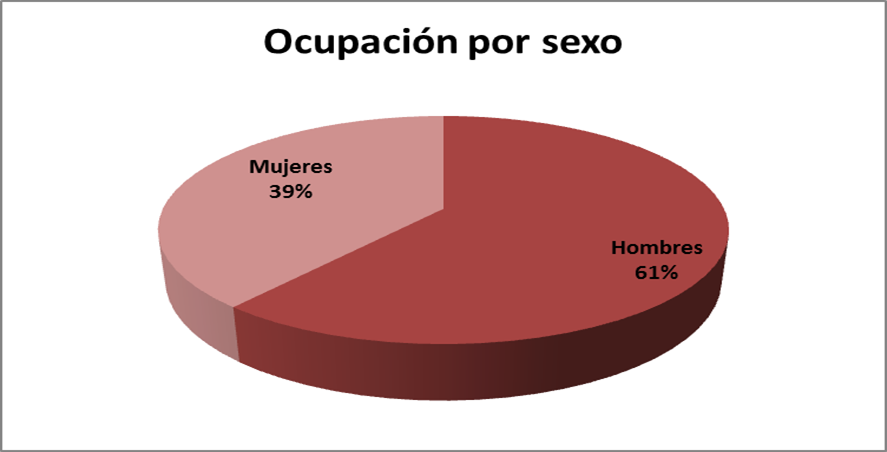 Ocupación por sexo
Mujeres
39%
Hombres
61%